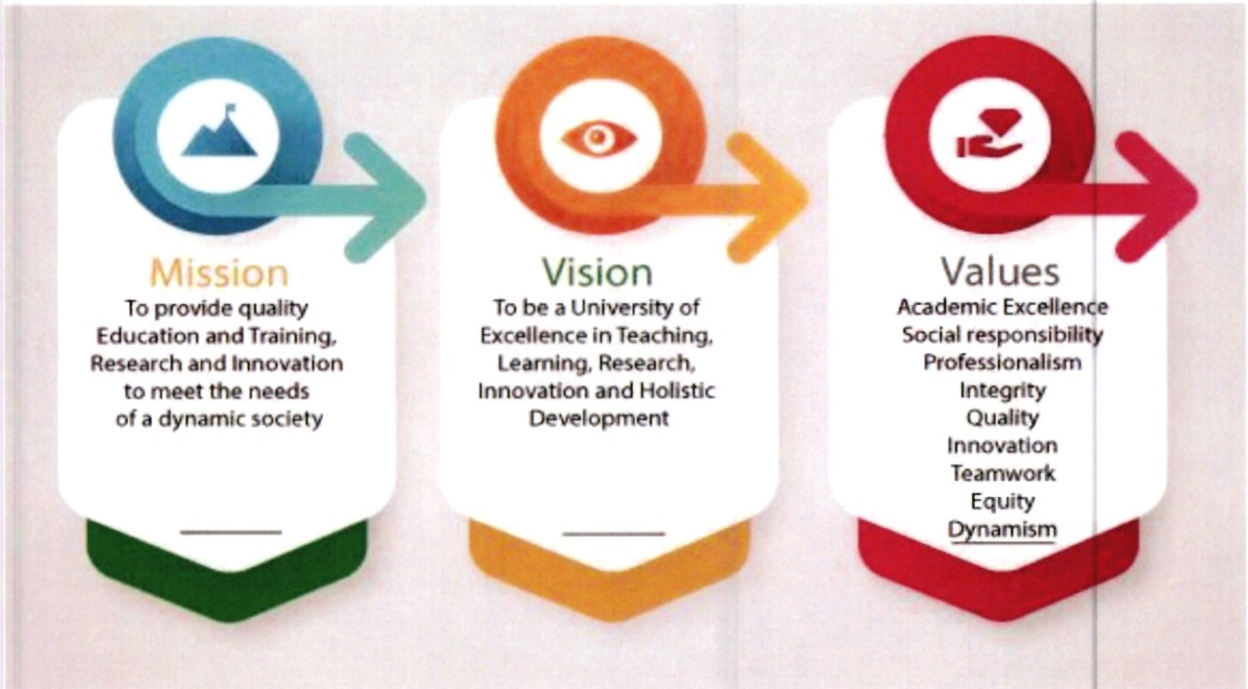 Mission
To provide quality
Education and Training,
Research and Innovation
to meet the needs
of a dynamic society
Vision
To be a University of
Excellence in Teaching,
Learning, Research,
Innovation and Holistic
Development
Values
Academic Excellence
Social responsibility
Professionalism
Integrity
Quality
Innovation
Teamwork
Equity
Dynamism